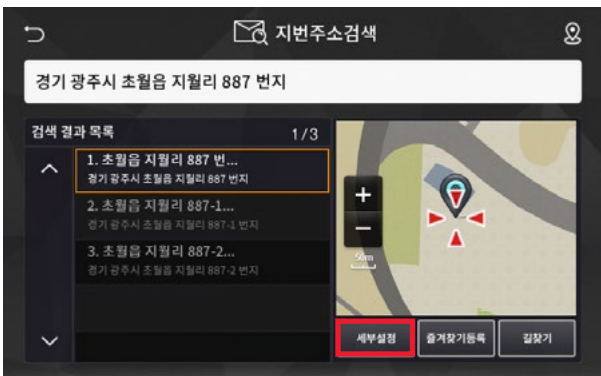 지번주소검색
경기 광주시 초월읍 지월리 887 번지
검색 결과 목록 1/3
1. 초월읍 지월리 887 번...
경기 광주시 초월읍 지월리 887 번지
2. 초월읍 지월리 887-1...
경기 광주시 초월읍 지월리 887-1 번지
3. 초월읍 지월리 887-2...
경기 광주시 초월읍 지월리 887-2 번지
+
−
50m
세부설정 즐겨찾기등록 길찾기